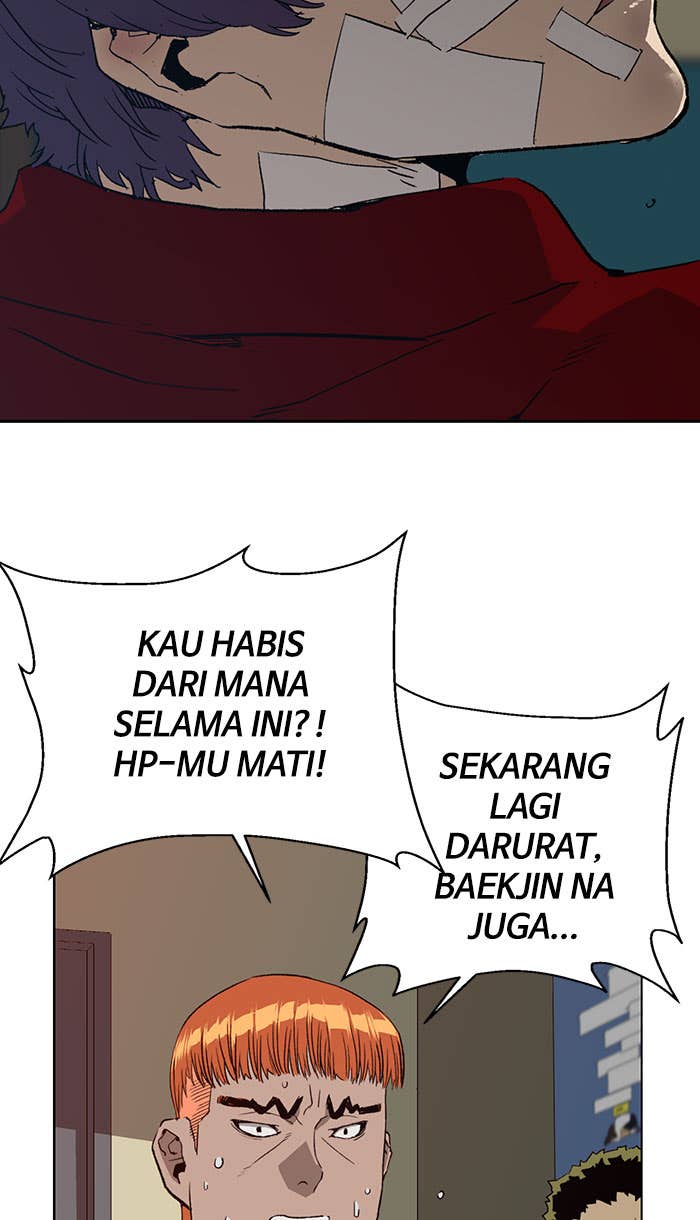 KAU HABIS
DARI MANA
SELAMA INI?!
HP-MU MATI!
SEKARANG
LAGI
DARURAT,
BAEKJIN NA
JUGA...